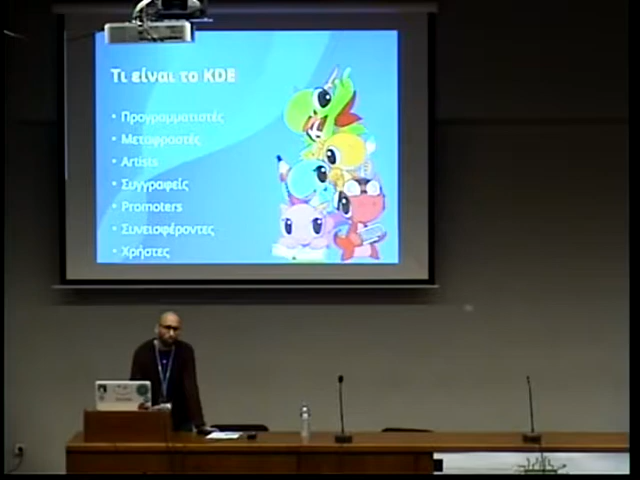 Τι είναι το KDE
• Προγραμματιστές
• Μεταφραστές
• Artists
• Συγγραφείς
• Promoters
• Συνεισφέροντες
• Χρήστες